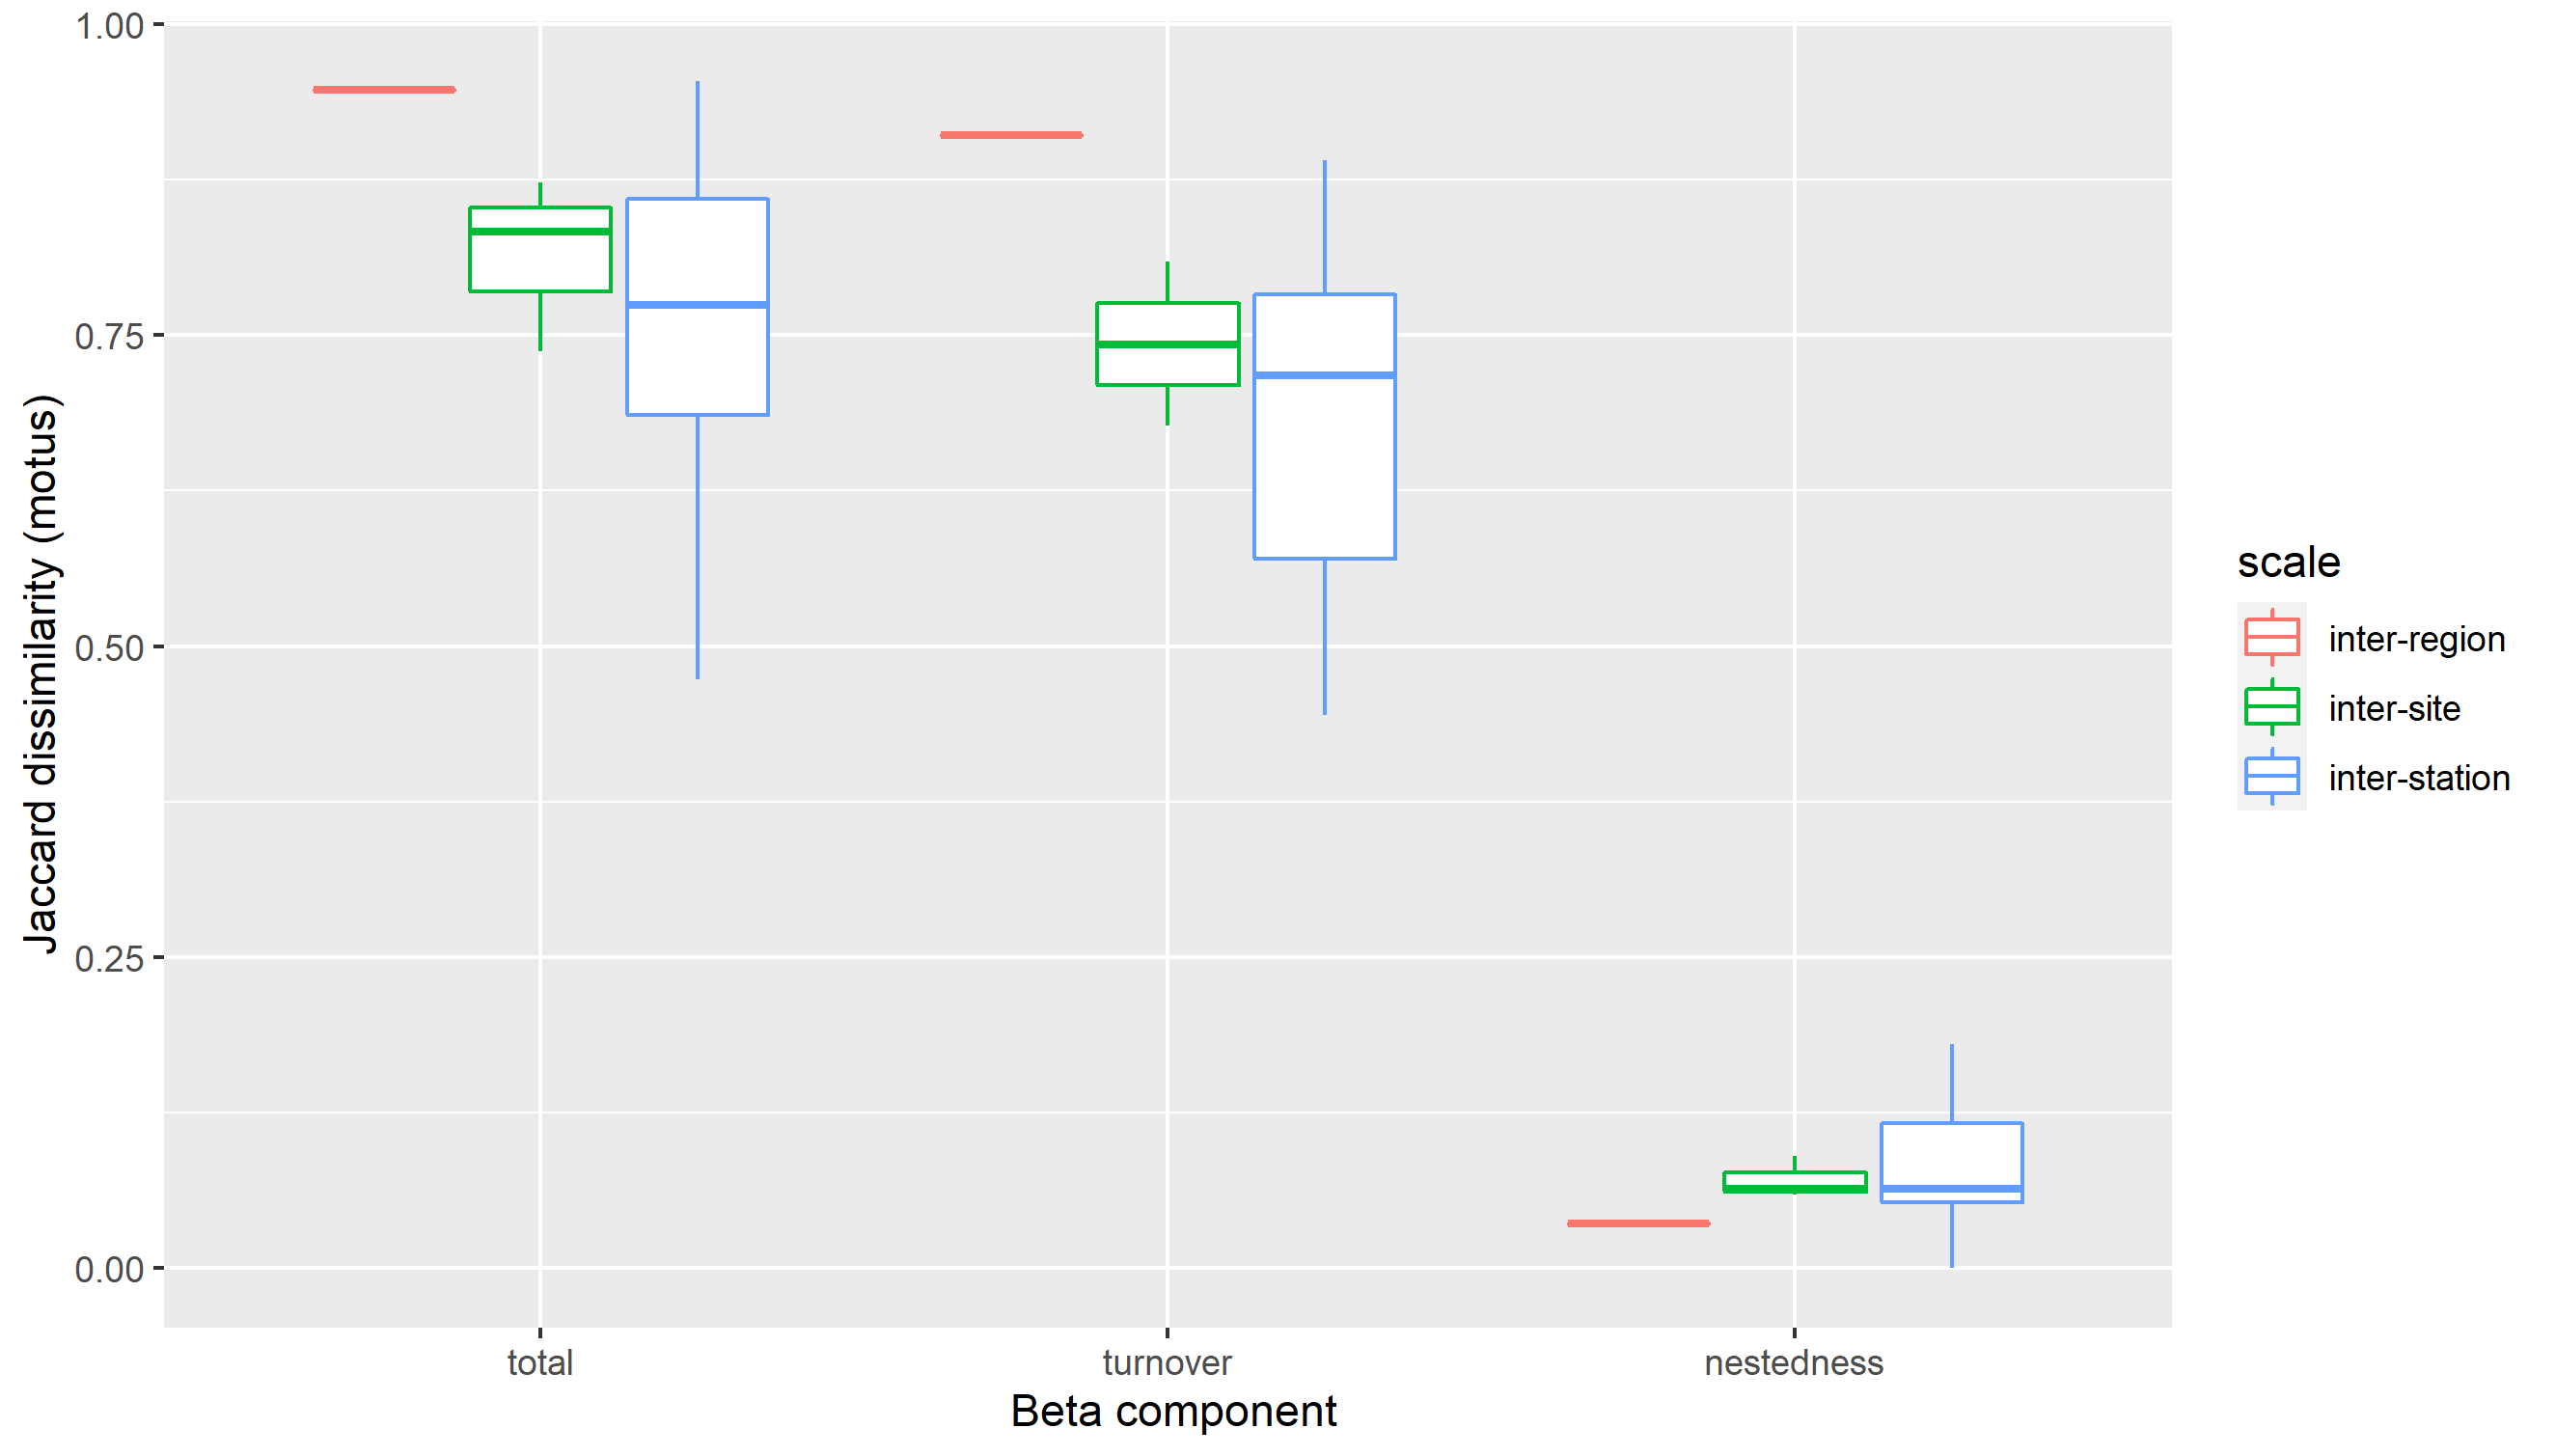 Jaccard dissimilarity (motus)
1.00
0.75
0.50
0.25
0.00
total
turnover
nestedness
Beta component
scale
inter-region
inter-site
inter-station